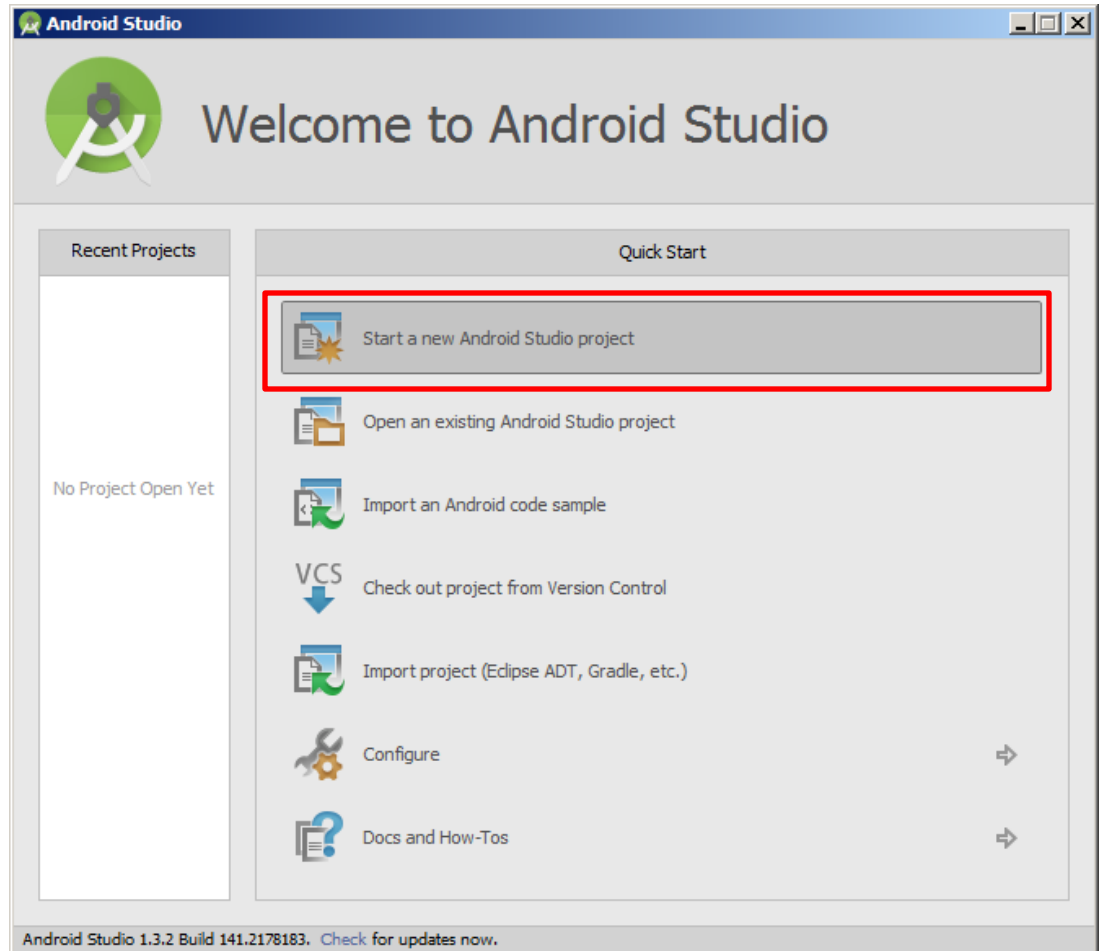 Android Studio
Welcome to Android Studio
Recent Projects
Quick Start
Start a new Android Studio project
Open an existing Android Studio project
No Project Open Yet
Import an Android code sample
VCS
Check out project from Version Control
Import project (Eclipse ADT, Gradle, etc.)
Configure
Docs and How-Tos
Android Studio 1.3.2 Build 141.2178183. Check for updates now.